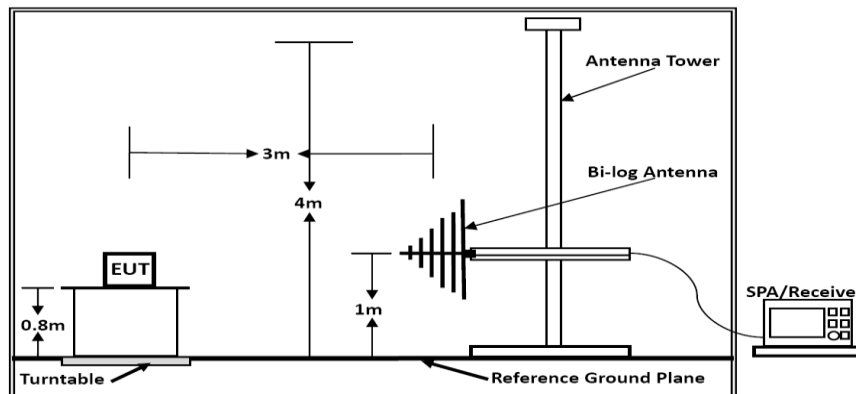 Antenna Tower
3m
Bi-log Antenna
4m
EUT
1m
SPA/Receive
0.8m
Turntable
Reference Ground Plane